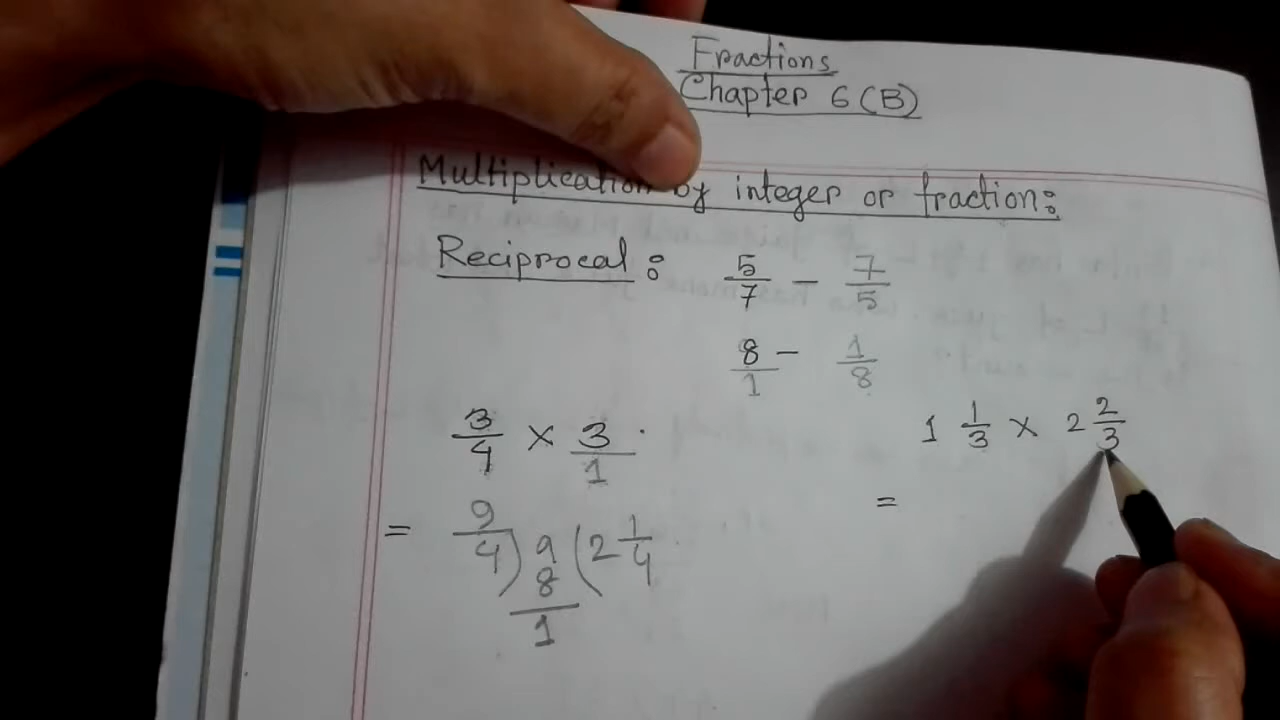 Fractions
Chapter 6 (B)
Multiplication by integer or fraction:
Reciprocal : 5/7 - 7/5
8/1 - 1/8
3/4 × 3/1 .
1 1/3 × 2 2/3
= 9/4 ) 9 ( 2 1/4
=
8
1